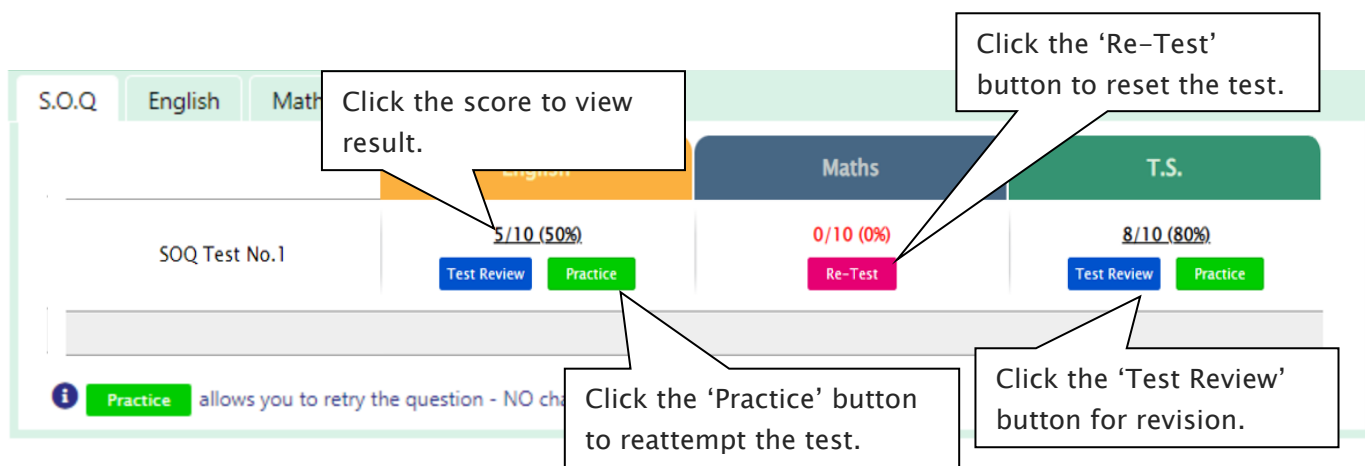 Click the ‘Re-Test’
button to reset the test.
S.O.Q English Math
Click the score to view
result.
English Maths T.S.
SOQ Test No.1
5/10 (50%) 0/10 (0%) 8/10 (80%)
Test Review Practice Re-Test Test Review Practice
Practice allows you to retry the question - NO cha
Click the ‘Practice’ button
to reattempt the test.
Click the ‘Test Review’
button for revision.